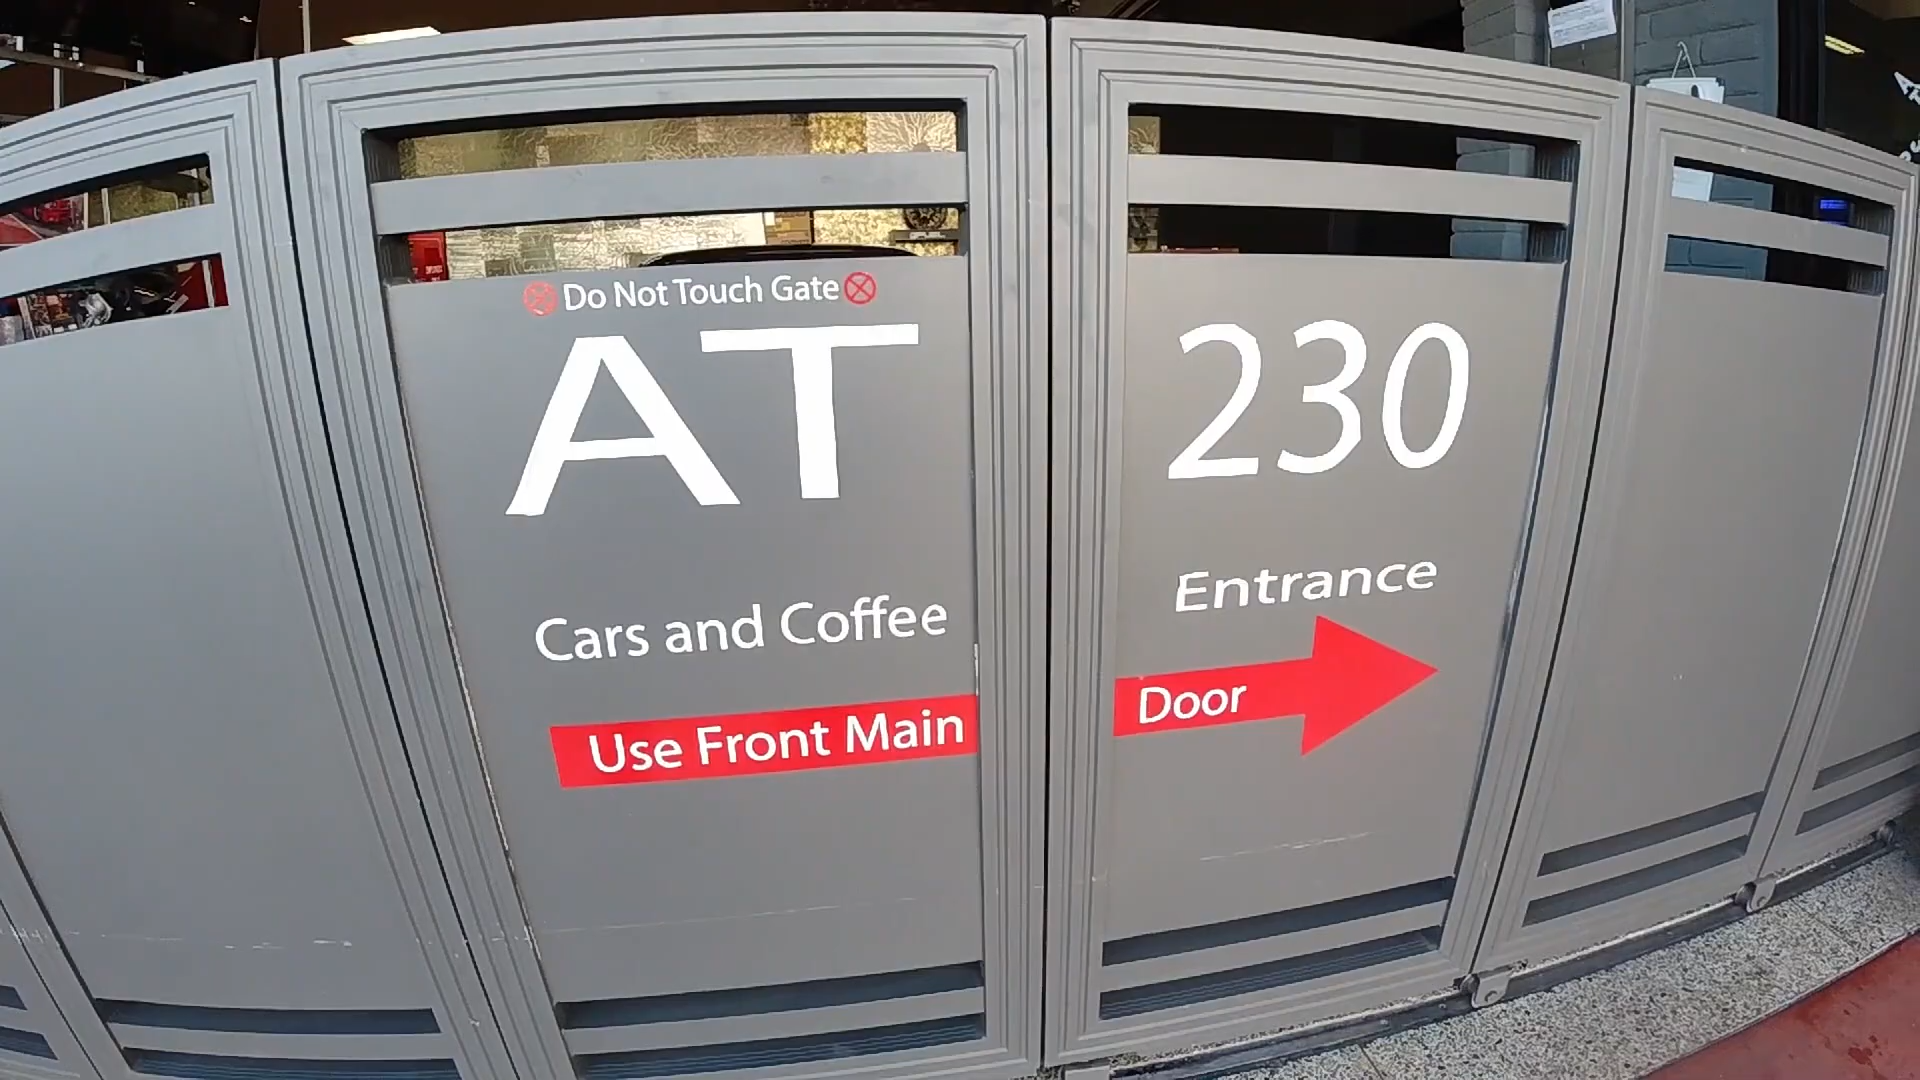 Do Not Touch Gate
AT 230
Cars and Coffee
Entrance
Use Front Main Door